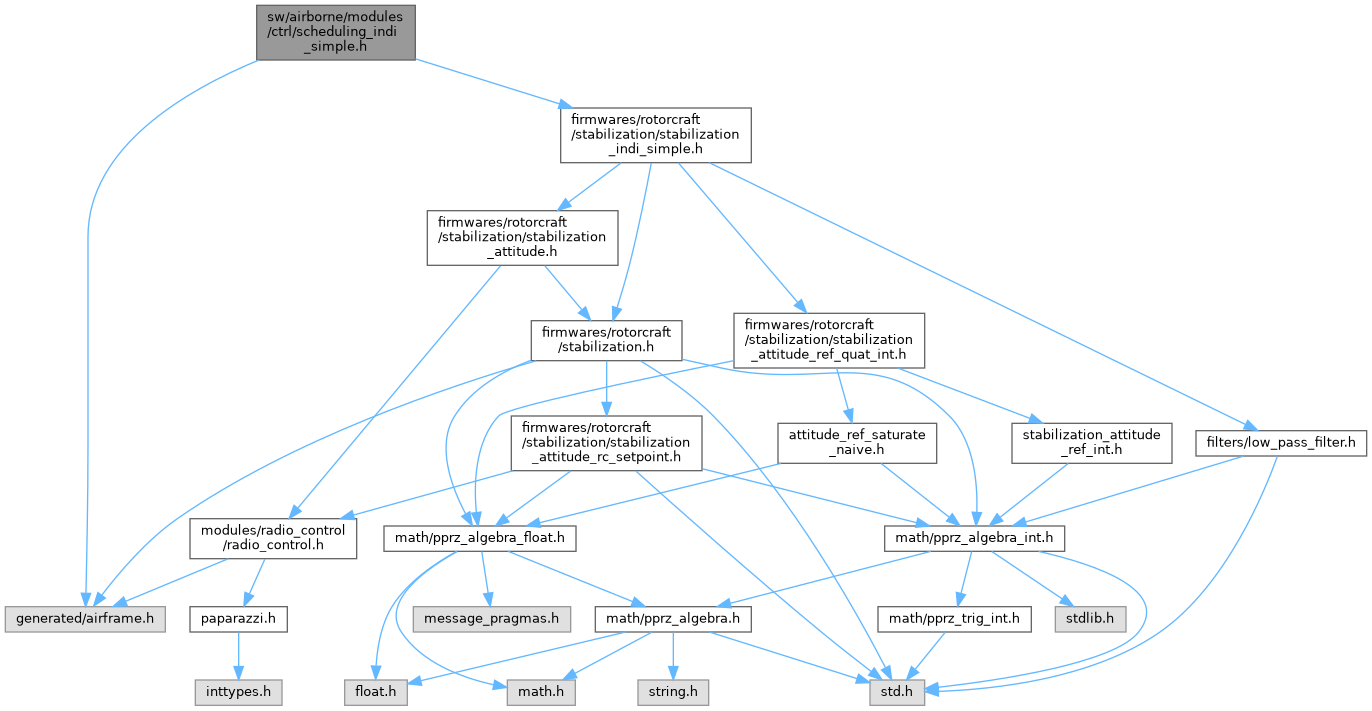 sw/airborne/modules
/ctrl/scheduling_indi
_simple.h
firmwares/rotorcraft
/stabilization/stabilization
_indi_simple.h
firmwares/rotorcraft
/stabilization/stabilization
_attitude.h
firmwares/rotorcraft
/stabilization.h
firmwares/rotorcraft
/stabilization/stabilization
_attitude_ref_quat_int.h
firmwares/rotorcraft
/stabilization/stabilization
_attitude_rc_setpoint.h
attitude_ref_saturate
_naive.h
stabilization_attitude
_ref_int.h
filters/low_pass_filter.h
modules/radio_control
/radio_control.h
math/pprz_algebra_float.h
math/pprz_algebra_int.h
generated/airframe.h
paparazzi.h
message_pragmas.h
math/pprz_algebra.h
math/pprz_trig_int.h
stdlib.h
inttypes.h
float.h
math.h
string.h
std.h